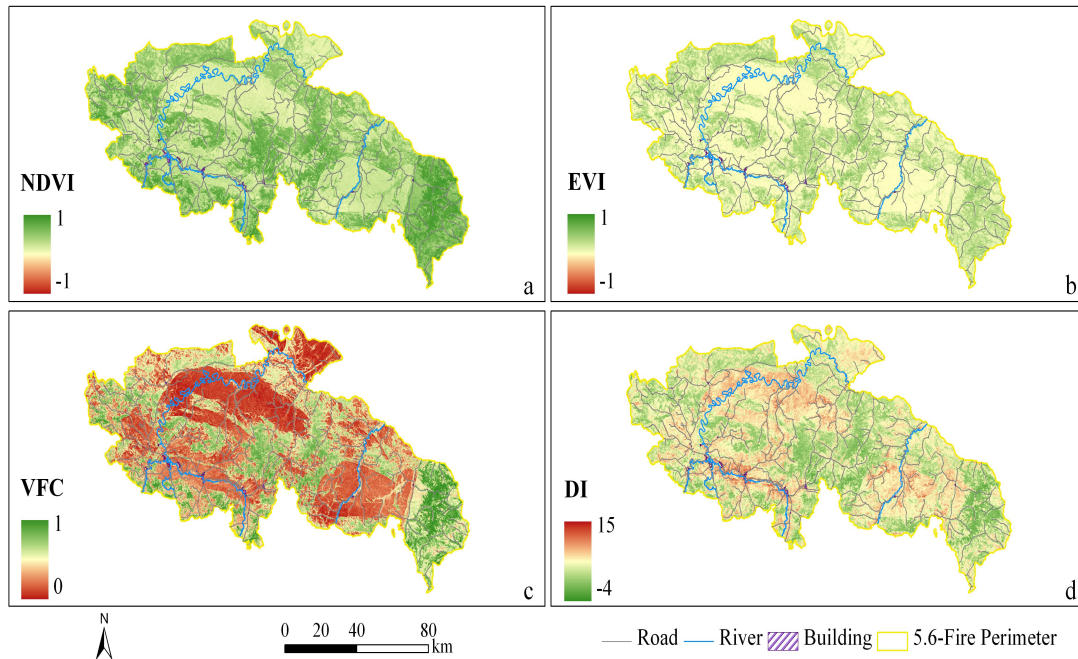 NDVI
1
-1
a
EVI
1
-1
b
VFC
1
0
c
DI
15
-4
d
N
0 20 40 80
km
Road River Building 5.6-Fire Perimeter